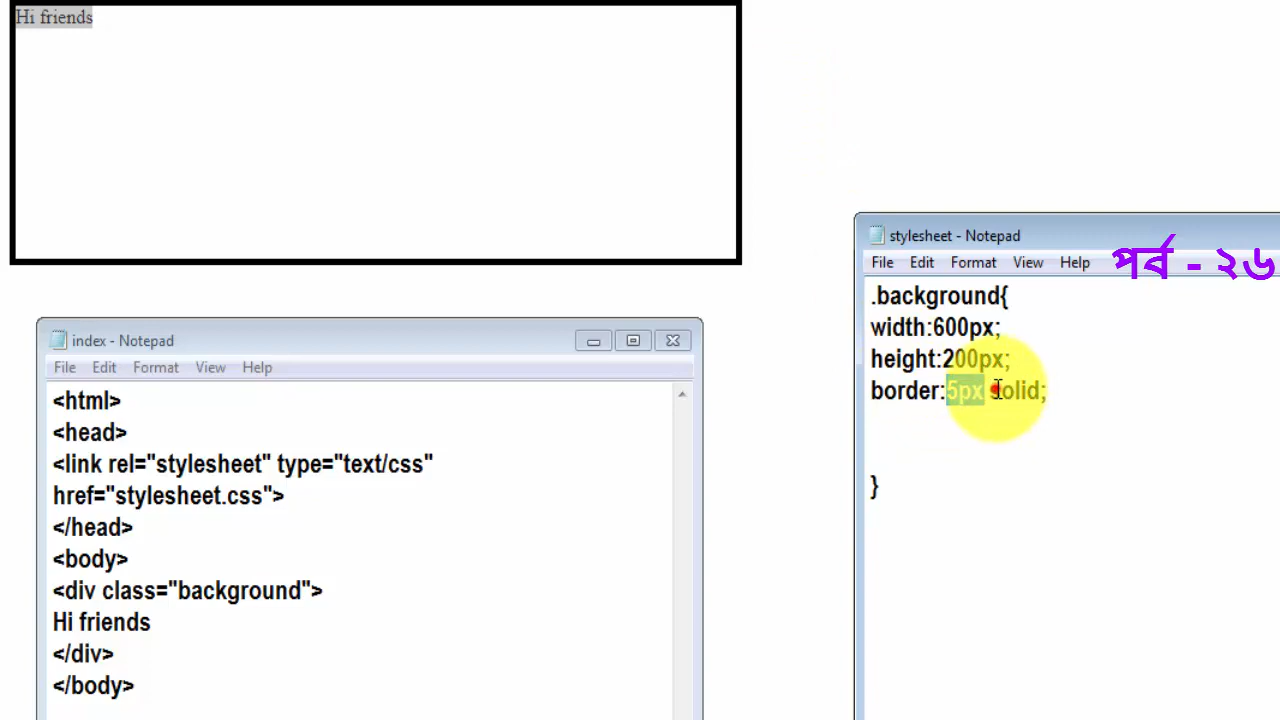 Hi friends
stylesheet - Notepad
File Edit Format View Help
পর্ব - ২৬
.background{
width:600px;
height:200px;
border:5px solid;
}
index - Notepad
File Edit Format View Help
<html>
<head>
<link rel="stylesheet" type="text/css"
href="stylesheet.css">
</head>
<body>
<div class="background">
Hi friends
</div>
</body>